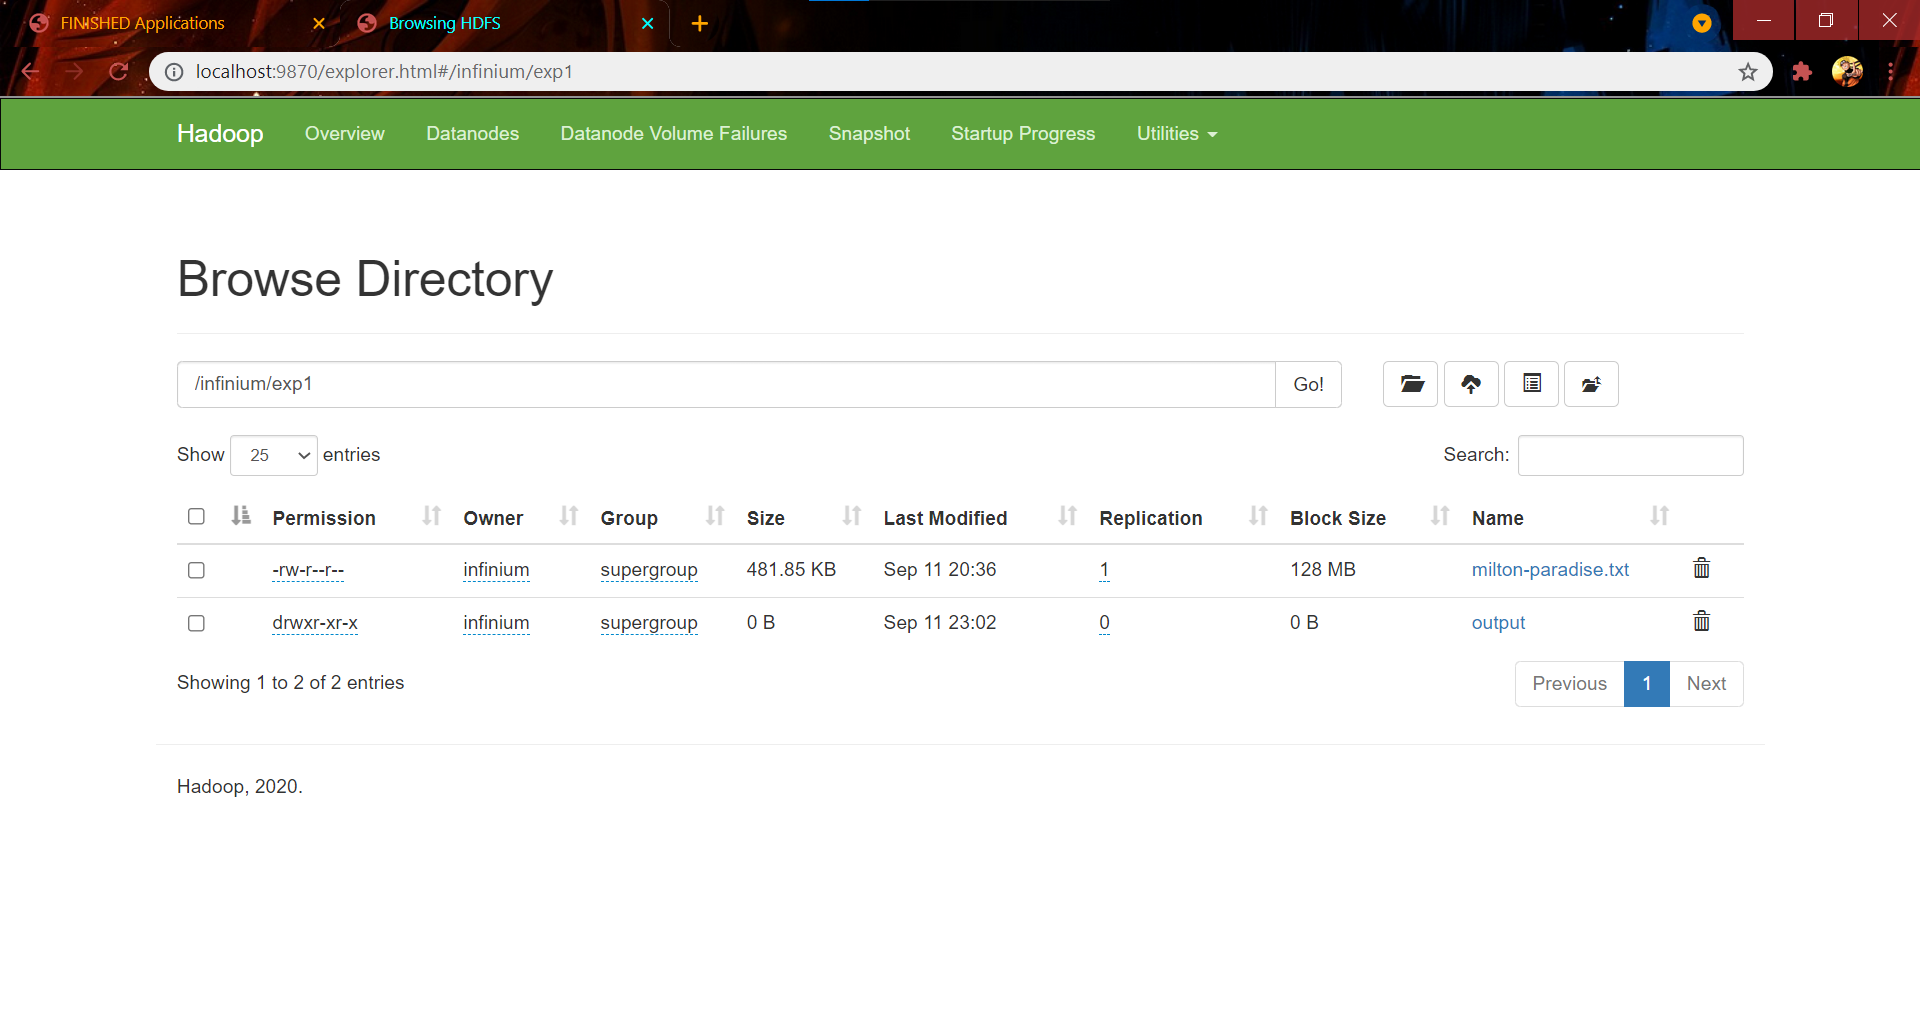 FINISHED Applications
Browsing HDFS
localhost:9870/explorer.html#/infinium/exp1
Hadoop Overview Datanodes Datanode Volume Failures Snapshot Startup Progress Utilities
Browse Directory
/infinium/exp1 Go!
Show 25 entries Search:
Permission Owner Group Size Last Modified Replication Block Size Name
-rw-r--r-- infinium supergroup 481.85 KB Sep 11 20:36 1 128 MB milton-paradise.txt
drwxr-xr-x infinium supergroup 0 B Sep 11 23:02 0 0 B output
Showing 1 to 2 of 2 entries Previous 1 Next
Hadoop, 2020.